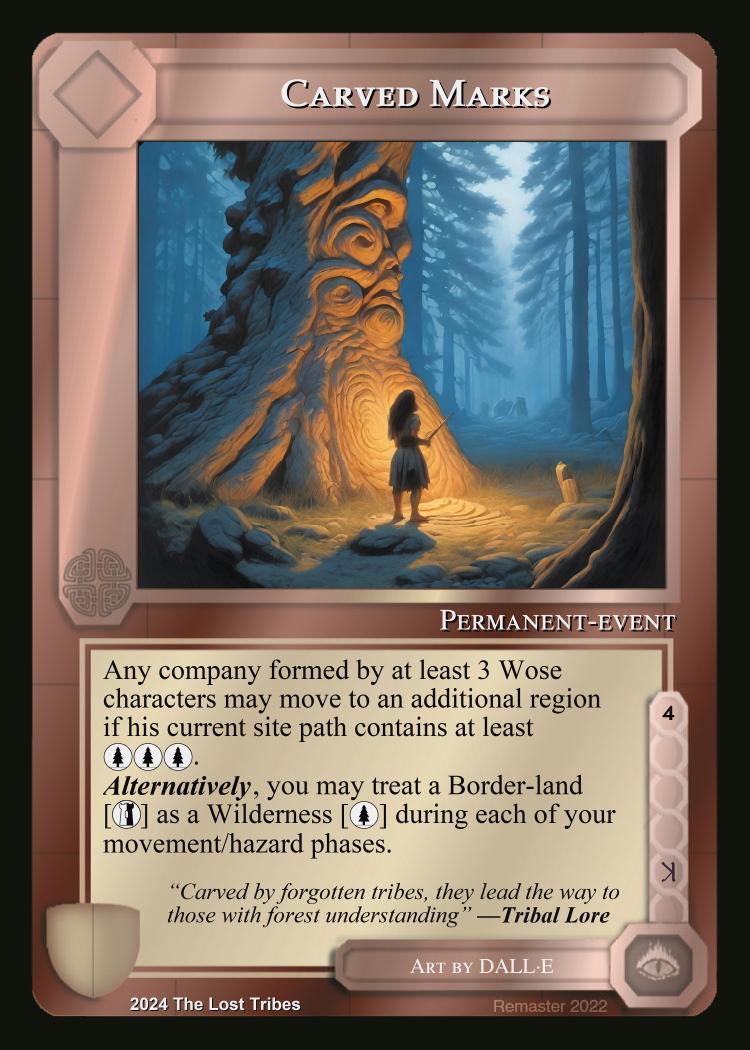 Carved Marks
Permanent-event
Any company formed by at least 3 Wose
characters may move to an additional region
if his current site path contains at least
.
Alternatively, you may treat a Border-land
[ ] as a Wilderness [ ] during each of your
movement/hazard phases.
4
“Carved by forgotten tribes, they lead the way to
those with forest understanding” —Tribal Lore
Art by DALL·E
2024 The Lost Tribes
Remaster 2022